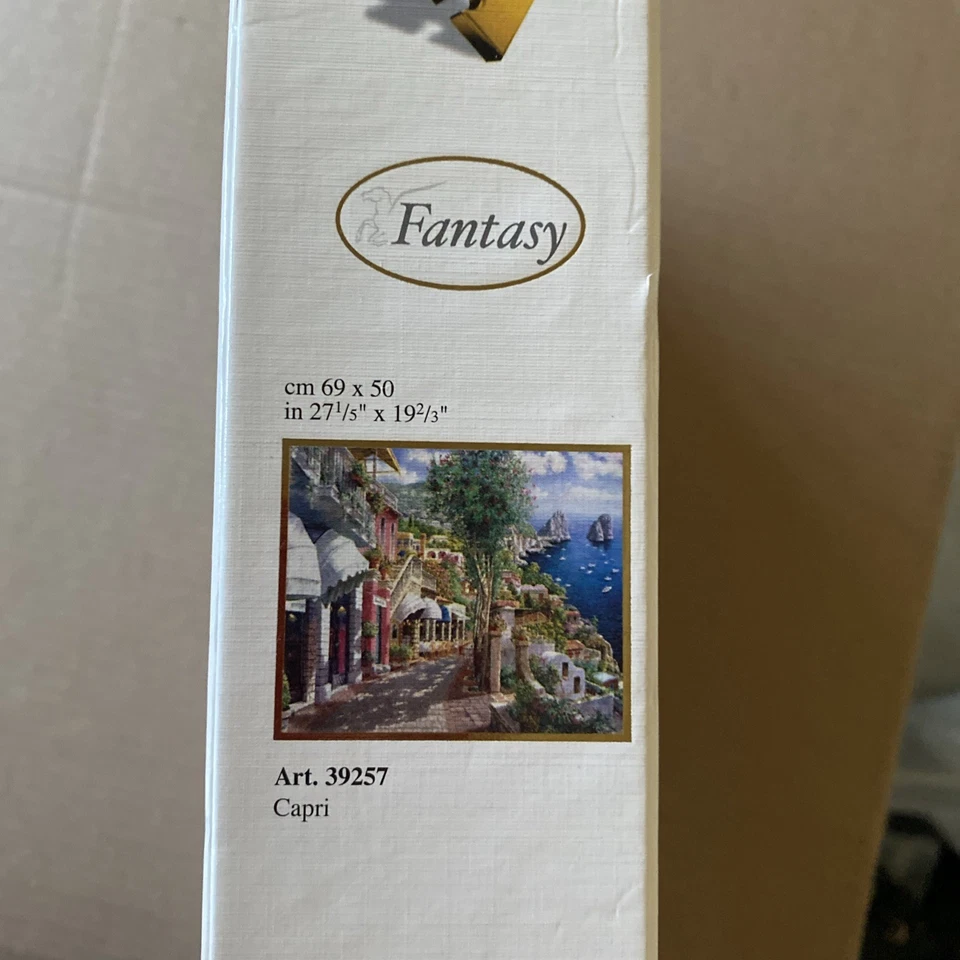 Fantasy
cm 69 x 50
in 27¹/₅" x 19²/₃"
Art. 39257
Capri